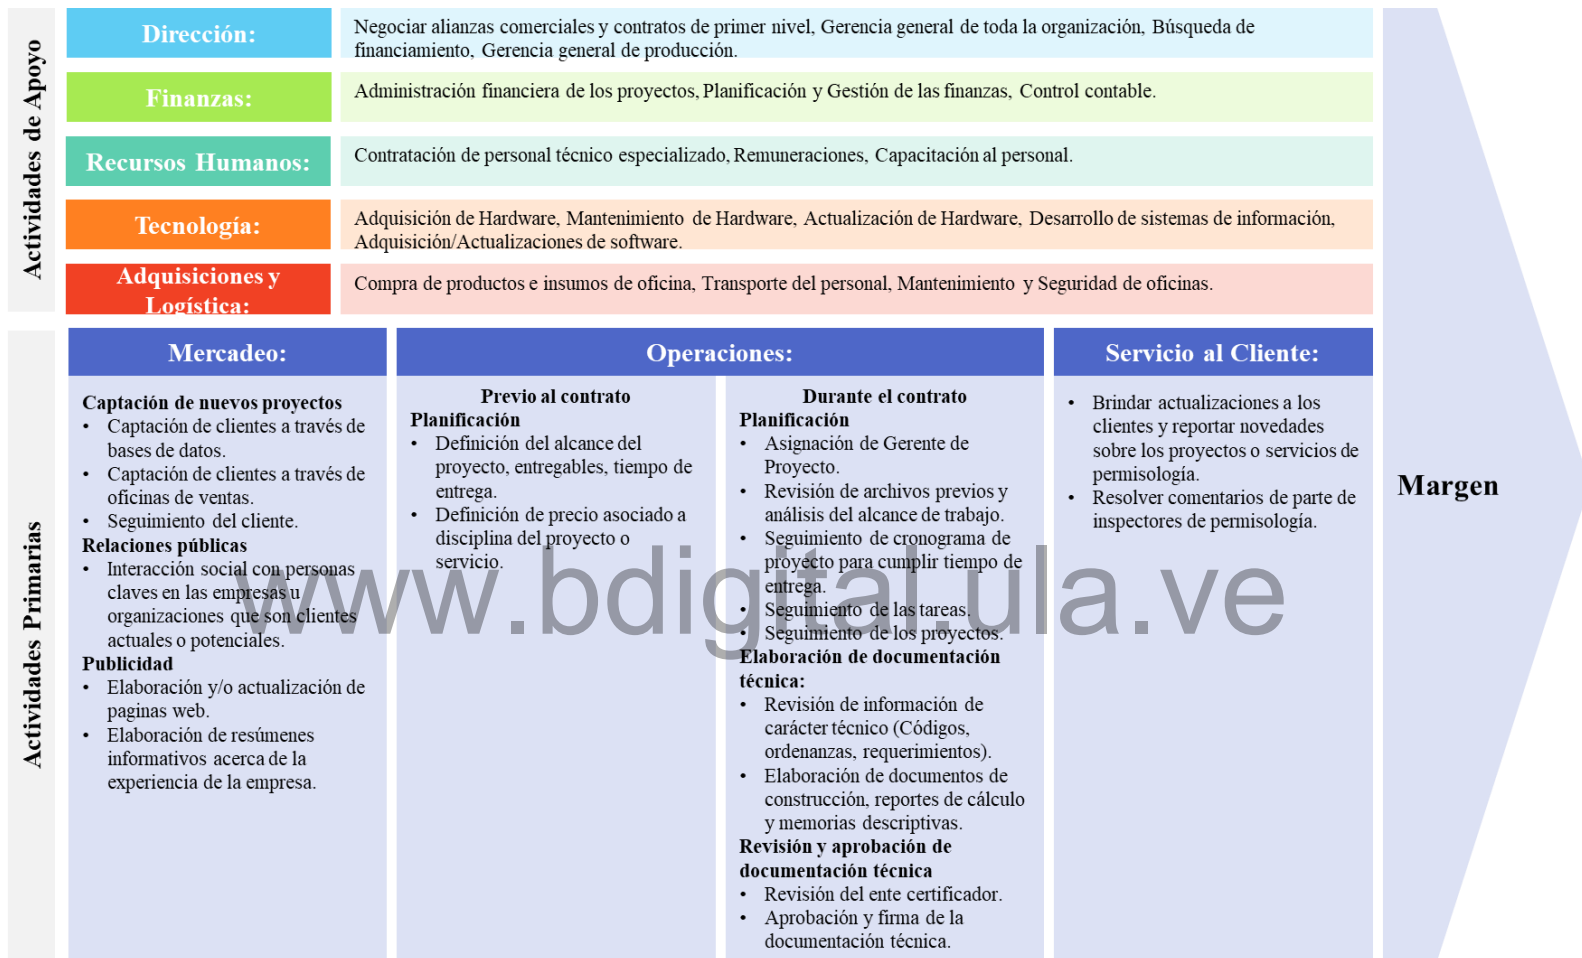 Actividades de Apoyo
Dirección:
Negociar alianzas comerciales y contratos de primer nivel, Gerencia general de toda la organización, Búsqueda de
financiamiento, Gerencia general de producción.
Finanzas:
Administración financiera de los proyectos, Planificación y Gestión de las finanzas, Control contable.
Recursos Humanos:
Contratación de personal técnico especializado, Remuneraciones, Capacitación al personal.
Tecnología:
Adquisición de Hardware, Mantenimiento de Hardware, Actualización de Hardware, Desarrollo de sistemas de información,
Adquisición/Actualizaciones de software.
Adquisiciones y
Logística:
Compra de productos e insumos de oficina, Transporte del personal, Mantenimiento y Seguridad de oficinas.
Actividades Primarias
Mercadeo:
Captación de nuevos proyectos
• Captación de clientes a través de
bases de datos.
• Captación de clientes a través de
oficinas de ventas.
• Seguimiento del cliente.
Relaciones públicas
• Interacción social con personas
claves en las empresas u
organizaciones que son clientes
actuales o potenciales.
Publicidad
• Elaboración y/o actualización de
paginas web.
• Elaboración de resúmenes
informativos acerca de la
experiencia de la empresa.
Operaciones:
Previo al contrato
Planificación
• Definición del alcance del
proyecto, entregables, tiempo de
entrega.
• Definición de precio asociado a
disciplina del proyecto o
servicio.
Durante el contrato
Planificación
• Asignación de Gerente de
Proyecto.
• Revisión de archivos previos y
análisis del alcance de trabajo.
• Seguimiento de cronograma de
proyecto para cumplir tiempo de
entrega.
• Seguimiento de las tareas.
• Seguimiento de los proyectos.
Elaboración de documentación
técnica:
• Revisión de información de
carácter técnico (Códigos,
ordenanzas, requerimientos).
• Elaboración de documentos de
construcción, reportes de cálculo
y memorias descriptivas.
Revisión y aprobación de
documentación técnica
• Revisión del ente certificador.
• Aprobación y firma de la
documentación técnica.
Servicio al Cliente:
• Brindar actualizaciones a los
clientes y reportar novedades
sobre los proyectos o servicios de
permisología.
• Resolver comentarios de parte de
inspectores de permisología.
Margen
www.bdigital.ula.ve